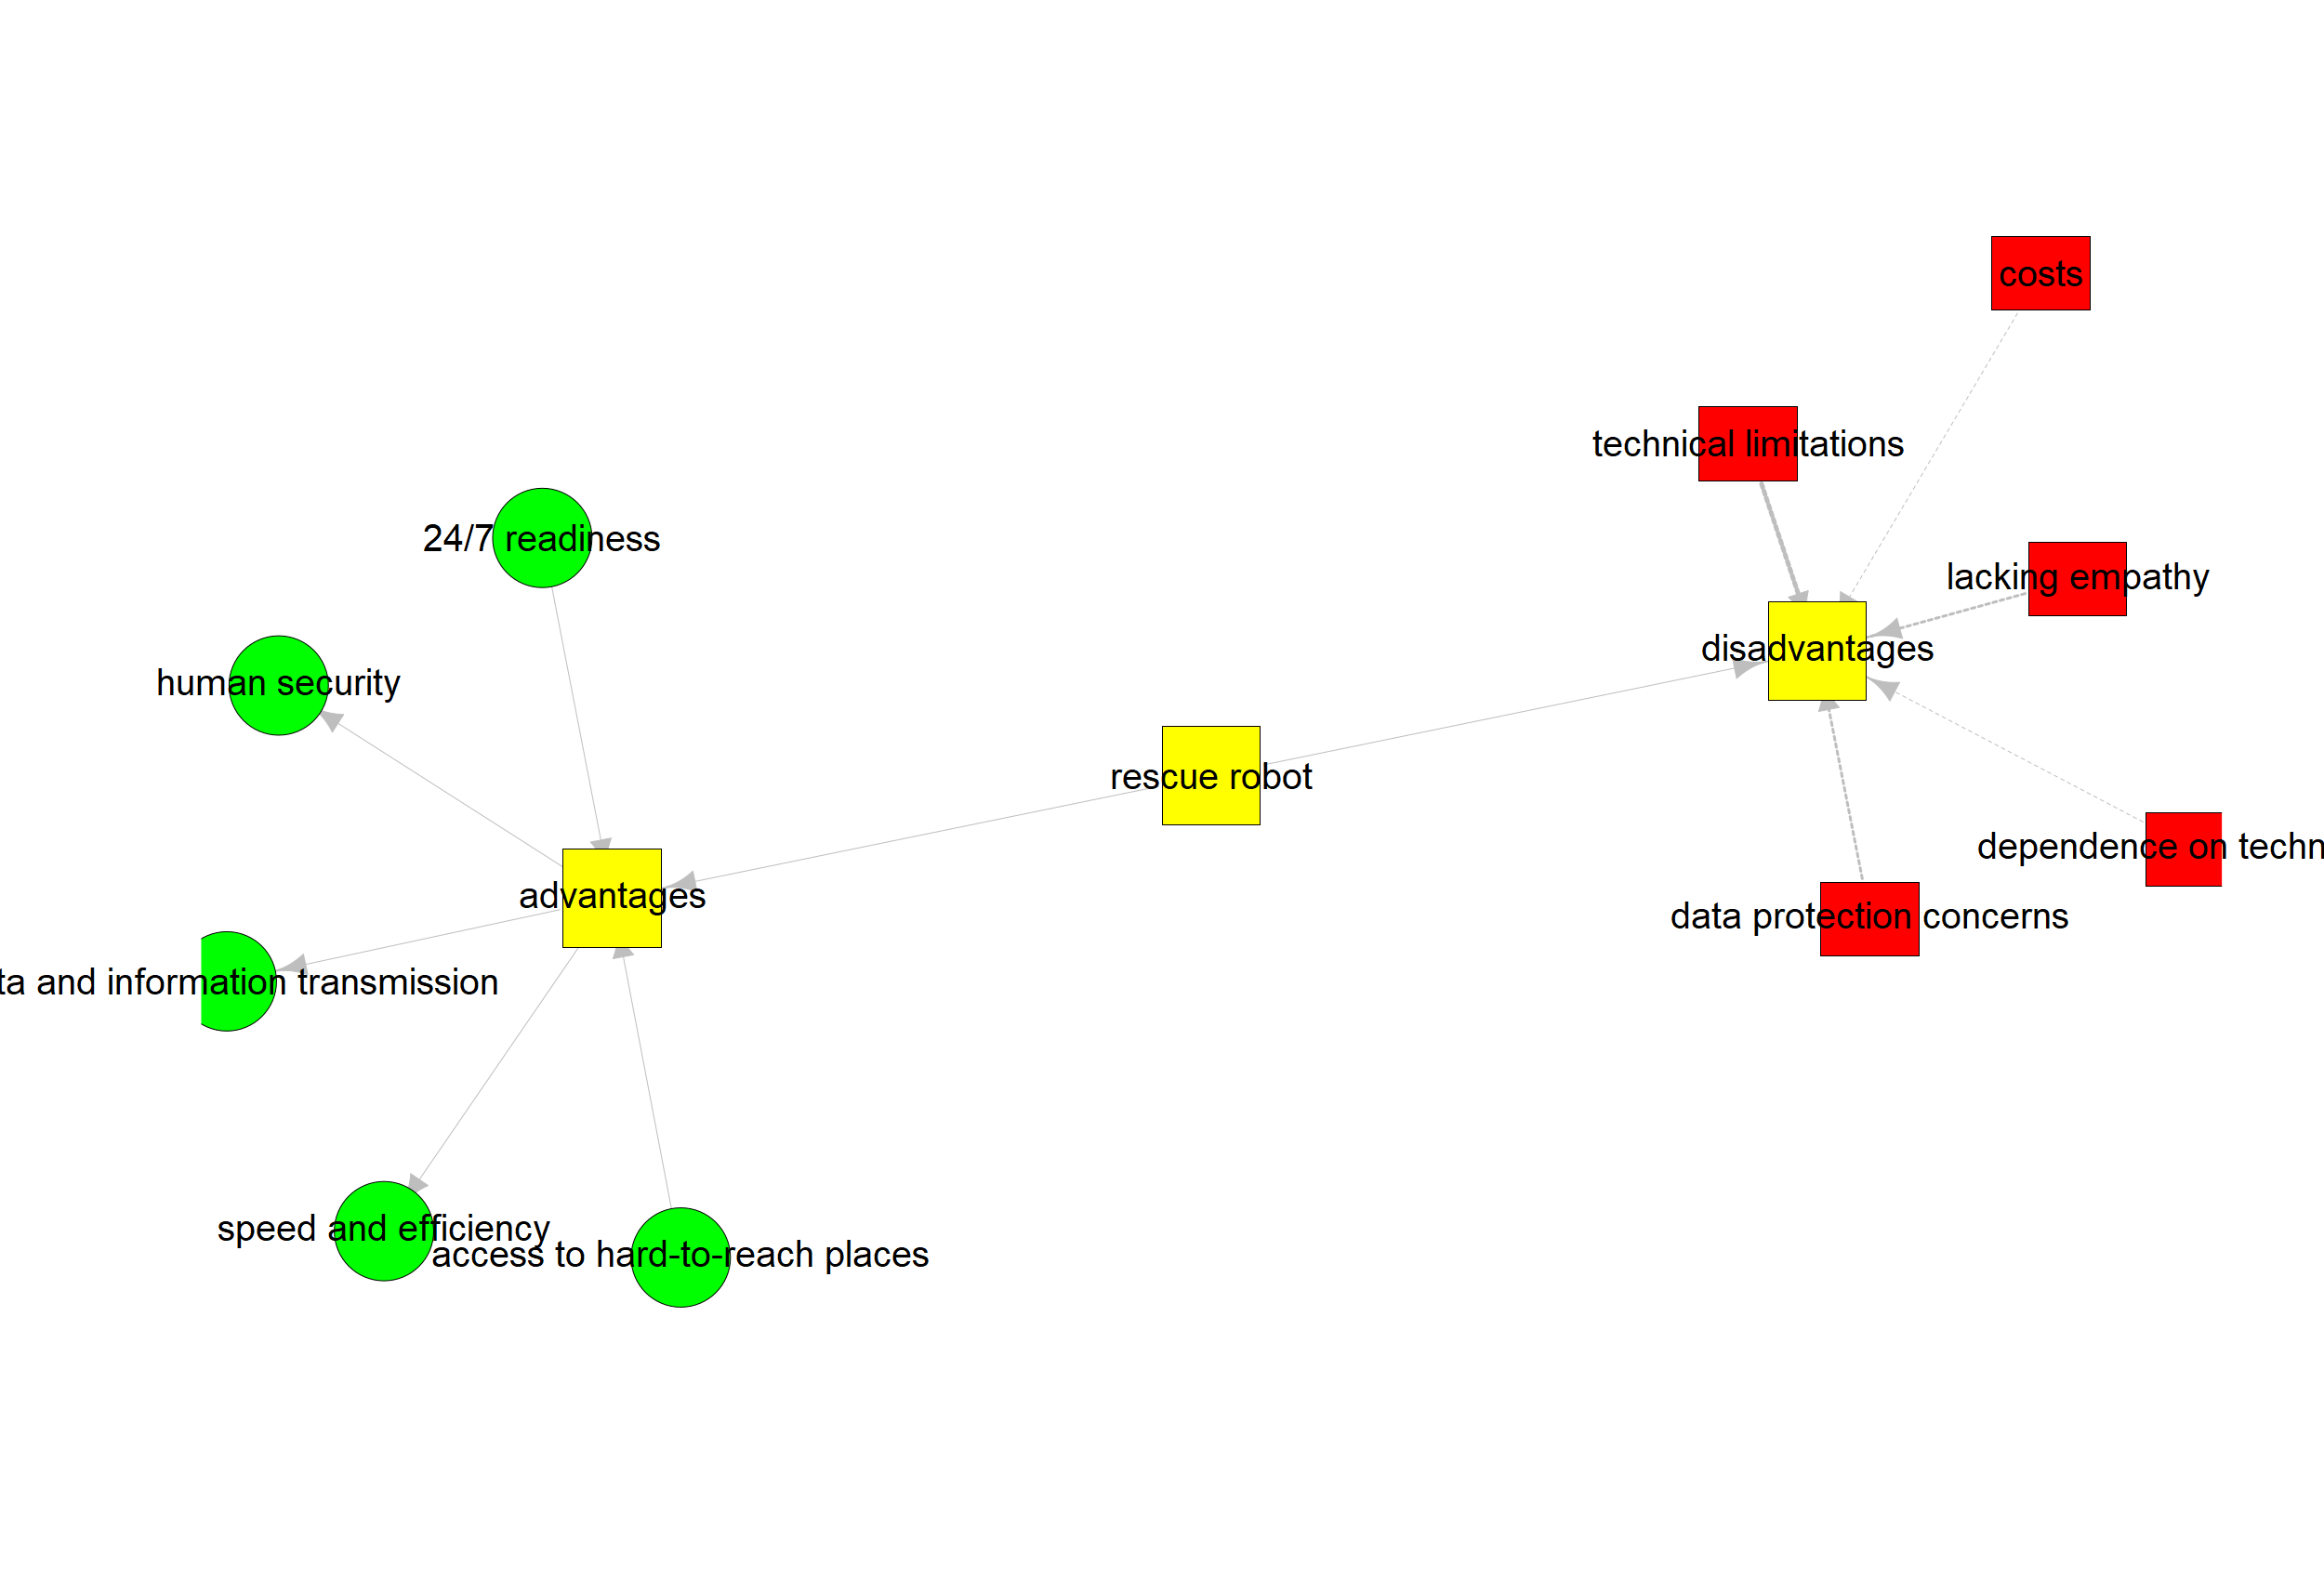 costs
technical limitations
24/7 readiness
lacking empathy
disadvantages
human security
rescue robot
dependence on techn
advantages
data protection concerns
ta and information transmission
speed and efficiency
access to hard-to-reach places